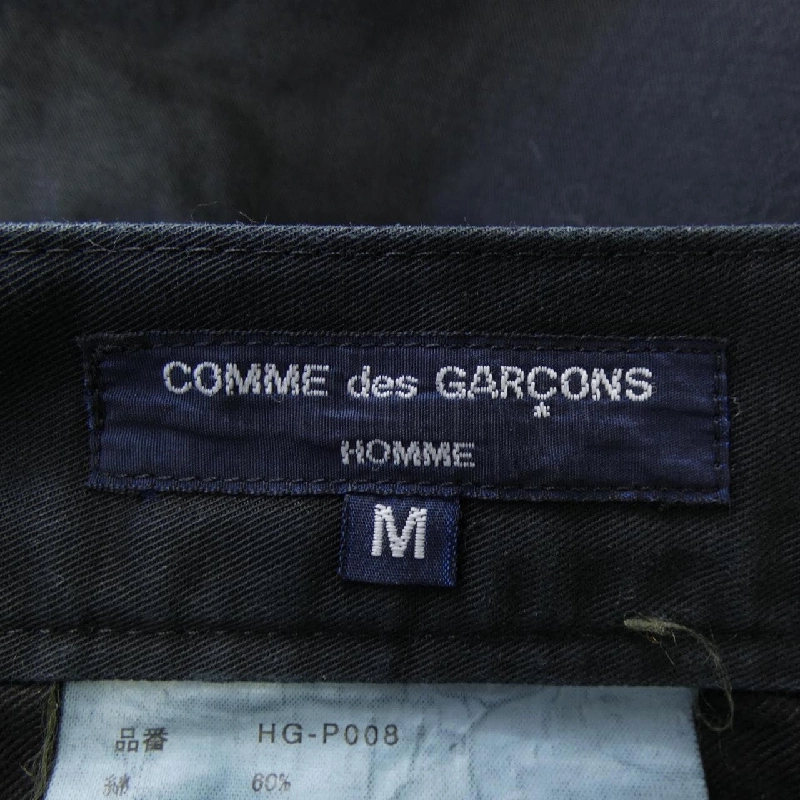 COMME des GARÇONS
HOMME
M
品番 HG-P008
綿 60%